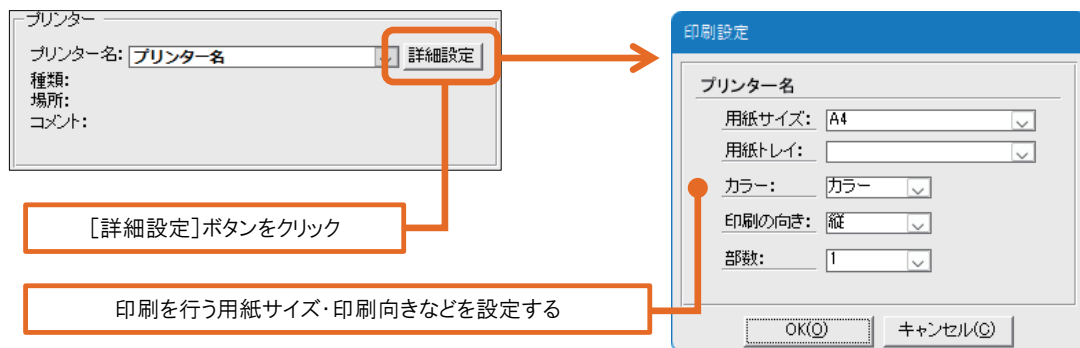 プリンター
プリンター名: プリンター名 詳細設定
種類:
場所:
コメント:
[詳細設定]ボタンをクリック
印刷を行う用紙サイズ・印刷向きなどを設定する
印刷設定
プリンター名
用紙サイズ: A4
用紙トレイ:
カラー: カラー
印刷の向き: 縦
部数: 1
OK(O) キャンセル(C)